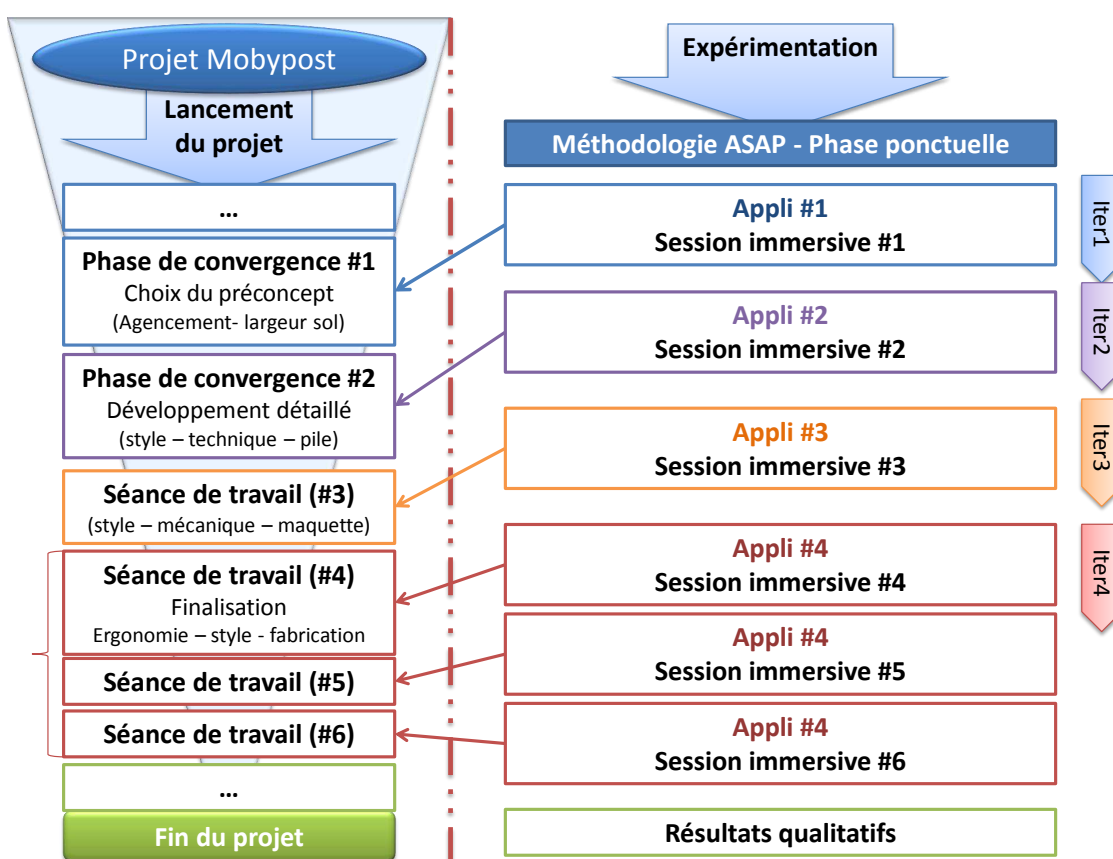 Projet Mobypost
Lancement
du projet
...
Phase de convergence #1
Choix du préconcept
(Agencement- largeur sol)
Phase de convergence #2
Développement détaillé
(style – technique – pile)
Séance de travail (#3)
(style – mécanique – maquette)
Séance de travail (#4)
Finalisation
Ergonomie – style - fabrication
Séance de travail (#5)
Séance de travail (#6)
...
Fin du projet
Expérimentation
Méthodologie ASAP - Phase ponctuelle
Appli #1
Session immersive #1
Appli #2
Session immersive #2
Appli #3
Session immersive #3
Appli #4
Session immersive #4
Appli #4
Session immersive #5
Appli #4
Session immersive #6
Résultats qualitatifs
Iter1
Iter2
Iter3
Iter4